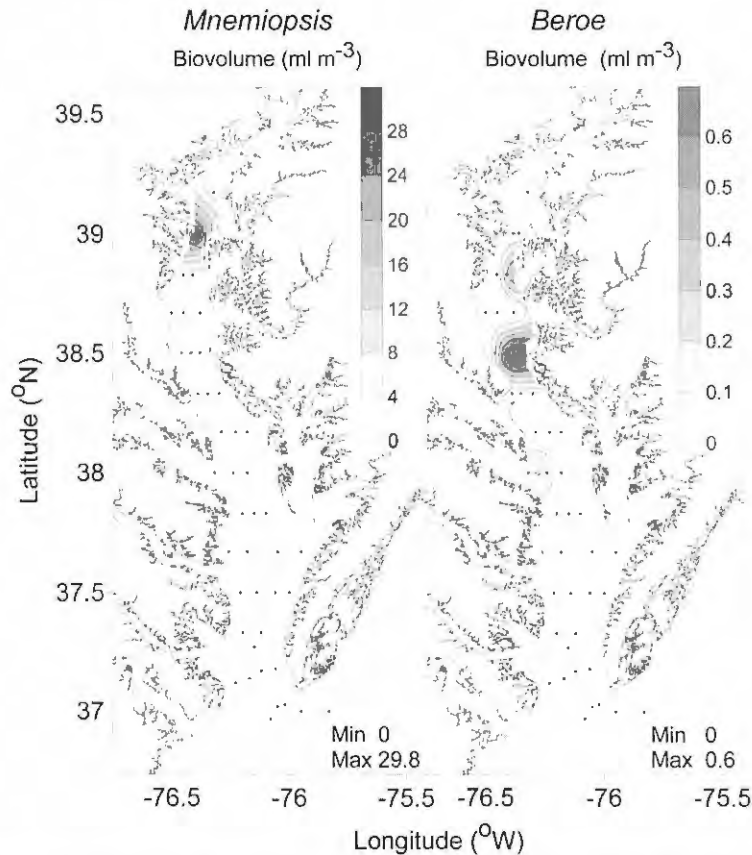 Mnemiopsis
Beroe
Biovolume (ml m-3)
Biovolume (ml m-3)
39.5
39
38.5
38
37.5
37
Latitude (oN)
28
24
20
16
12
8
4
0
0.6
0.5
0.4
0.3
0.2
0.1
0
Min 0
Max 29.8
Min 0
Max 0.6
-76.5
-76
-75.5
-76.5
-76
-75.5
Longitude (oW)